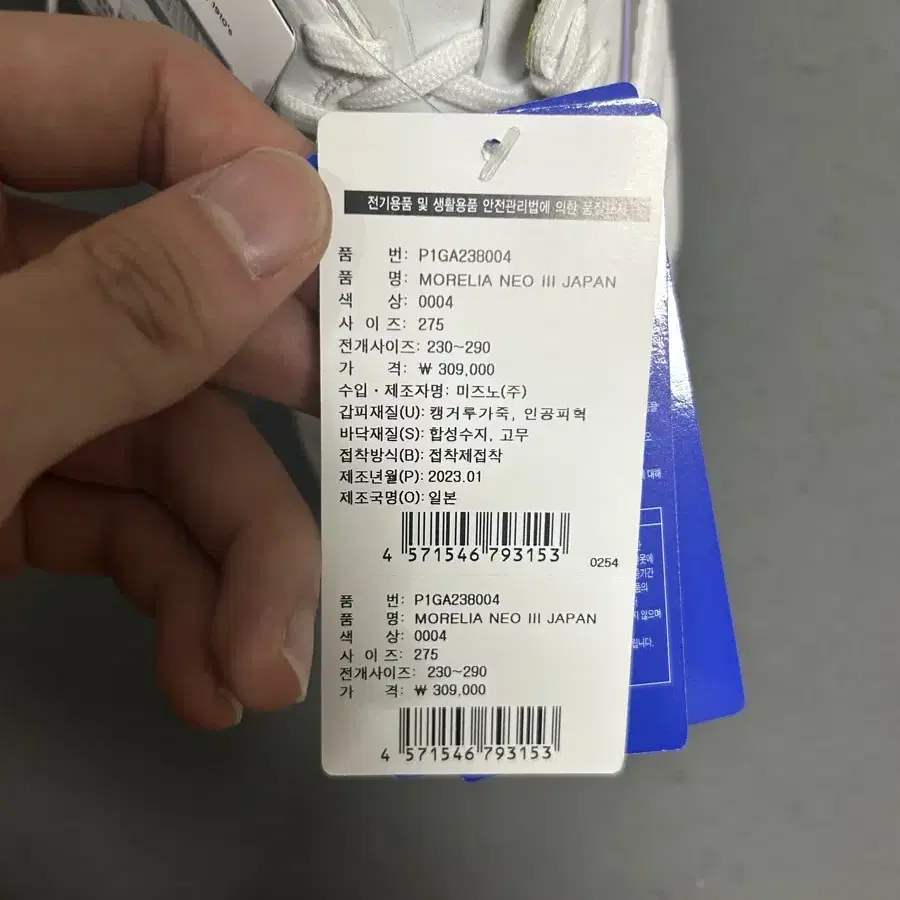 1910's
전기용품 및 생활용품 안전관리법에 의한 품질표시
품 번: P1GA238004
품 명: MORELIA NEO III JAPAN
색 상: 0004
사 이 즈: 275
전개사이즈: 230~290
가 격: ₩ 309,000
수입 · 제조자명: 미즈노(주)
갑피재질(U): 캥거루가죽, 인공피혁
바닥재질(S): 합성수지, 고무
접착방식(B): 접착제접착
제조년월(P): 2023.01
제조국명(O): 일본
4 571546 793153
0254
품 번: P1GA238004
품 명: MORELIA NEO III JAPAN
색 상: 0004
사 이 즈: 275
전개사이즈: 230~290
가 격: ₩ 309,000
4 571546 793153
대해
않으며